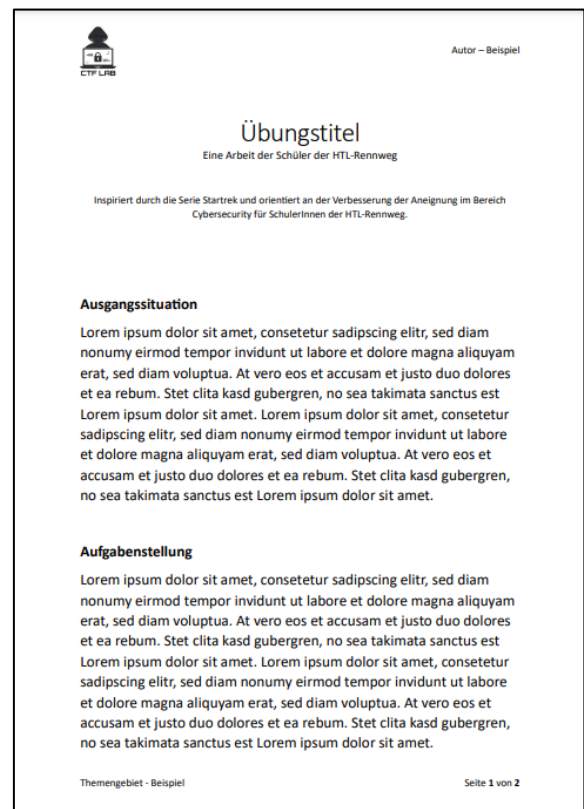 CTF LAB
Autor – Beispiel
Übungstitel
Eine Arbeit der Schüler der HTL-Rennweg
Inspiriert durch die Serie Startrek und orientiert an der Verbesserung der Aneignung im Bereich
Cybersecurity für SchulerInnen der HTL-Rennweg.
Ausgangssituation
Lorem ipsum dolor sit amet, consetetur sadipscing elitr, sed diam
nonumy eirmod tempor invidunt ut labore et dolore magna aliquyam
erat, sed diam voluptua. At vero eos et accusam et justo duo dolores
et ea rebum. Stet clita kasd gubergren, no sea takimata sanctus est
Lorem ipsum dolor sit amet. Lorem ipsum dolor sit amet, consetetur
sadipscing elitr, sed diam nonumy eirmod tempor invidunt ut labore
et dolore magna aliquyam erat, sed diam voluptua. At vero eos et
accusam et justo duo dolores et ea rebum. Stet clita kasd gubergren,
no sea takimata sanctus est Lorem ipsum dolor sit amet.
Aufgabenstellung
Lorem ipsum dolor sit amet, consetetur sadipscing elitr, sed diam
nonumy eirmod tempor invidunt ut labore et dolore magna aliquyam
erat, sed diam voluptua. At vero eos et accusam et justo duo dolores
et ea rebum. Stet clita kasd gubergren, no sea takimata sanctus est
Lorem ipsum dolor sit amet. Lorem ipsum dolor sit amet, consetetur
sadipscing elitr, sed diam nonumy eirmod tempor invidunt ut labore
et dolore magna aliquyam erat, sed diam voluptua. At vero eos et
accusam et justo duo dolores et ea rebum. Stet clita kasd gubergren,
no sea takimata sanctus est Lorem ipsum dolor sit amet.
Themengebiet - Beispiel
Seite 1 von 2